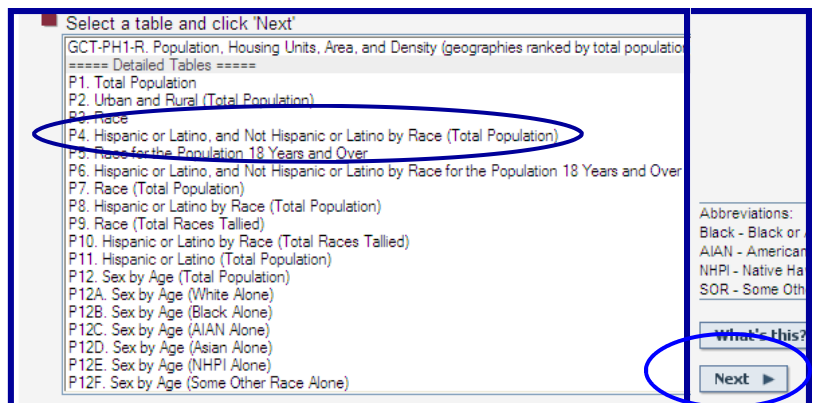 Select a table and click 'Next'
GCT-PH1-R. Population, Housing Units, Area, and Density (geographies ranked by total population
===== Detailed Tables =====
P1. Total Population
P2. Urban and Rural (Total Population)
P3. Race
P4. Hispanic or Latino, and Not Hispanic or Latino by Race (Total Population)
P5. Race for the Population 18 Years and Over
P6. Hispanic or Latino, and Not Hispanic or Latino by Race for the Population 18 Years and Over
P7. Race (Total Population)
P8. Hispanic or Latino by Race (Total Population)
P9. Race (Total Races Tallied)
P10. Hispanic or Latino by Race (Total Races Tallied)
P11. Hispanic or Latino (Total Population)
P12. Sex by Age (Total Population)
P12A. Sex by Age (White Alone)
P12B. Sex by Age (Black Alone)
P12C. Sex by Age (AIAN Alone)
P12D. Sex by Age (Asian Alone)
P12E. Sex by Age (NHPI Alone)
P12F. Sex by Age (Some Other Race Alone)
Abbreviations:
Black - Black or
AIAN - American
NHPI - Native Ha
SOR - Some Oth
What's this?
Next ►